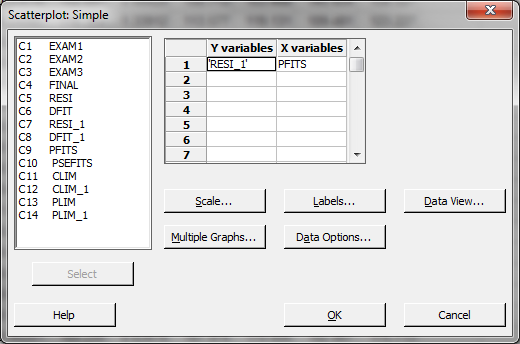 Scatterplot: Simple
C1 EXAM1
C2 EXAM2
C3 EXAM3
C4 FINAL
C5 RESI
C6 DFIT
C7 RESI_1
C8 DFIT_1
C9 PFITS
C10 PSEFITS
C11 CLIM
C12 CLIM_1
C13 PLIM
C14 PLIM_1
Y variables X variables
1 'RESI_1' PFITS
2
3
4
5
6
7
Scale... Labels... Data View...
Multiple Graphs... Data Options...
Select
Help OK Cancel